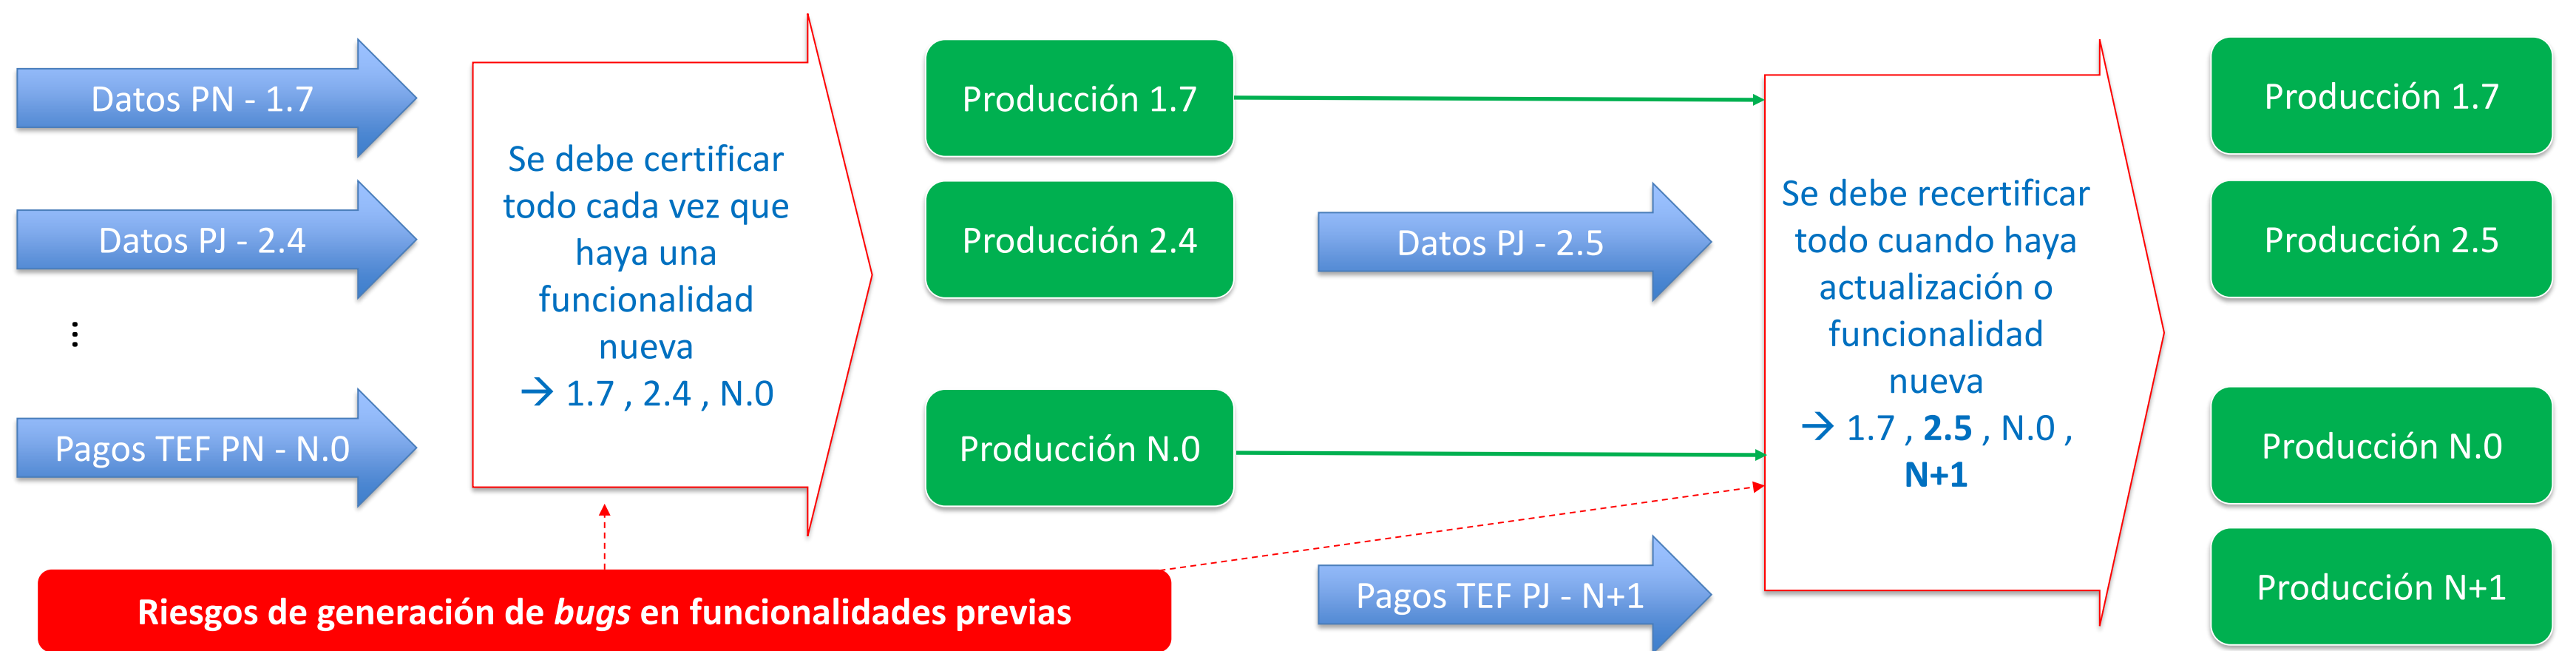 Datos PN - 1.7
Datos PJ - 2.4
⋮
Pagos TEF PN - N.0
Se debe certificar
todo cada vez que
haya una
funcionalidad
nueva
→ 1.7 , 2.4 , N.0
Producción 1.7
Producción 2.4
Producción N.0
Riesgos de generación de bugs en funcionalidades previas
Datos PJ - 2.5
Pagos TEF PJ - N+1
Se debe recertificar
todo cuando haya
actualización o
funcionalidad
nueva
→ 1.7 , 2.5 , N.0 ,
N+1
Producción 1.7
Producción 2.5
Producción N.0
Producción N+1